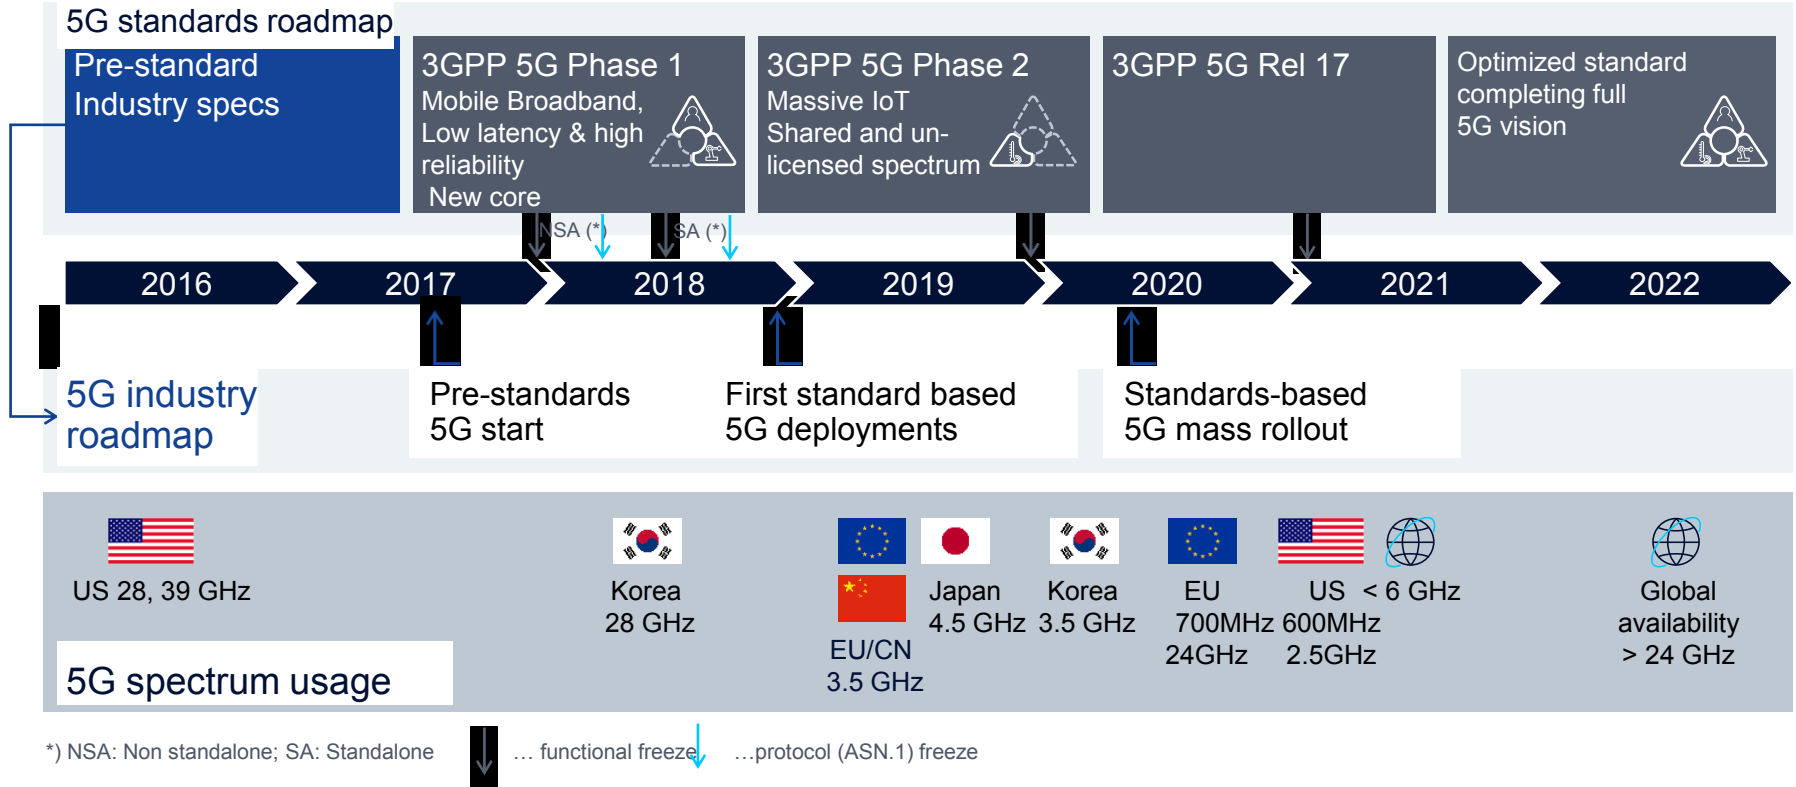 5G standards roadmap
Pre-standard
Industry specs
3GPP 5G Phase 1
Mobile Broadband,
Low latency & high
reliability
New core
3GPP 5G Phase 2
Massive IoT
Shared and un-
licensed spectrum
3GPP 5G Rel 17
Optimized standard
completing full
5G vision
NSA (*)
SA (*)
2016
2017
2018
2019
2020
2021
2022
5G industry
roadmap
Pre-standards
5G start
First standard based
5G deployments
Standards-based
5G mass rollout
US 28, 39 GHz
Korea
28 GHz
EU/CN
3.5 GHz
Japan
4.5 GHz
Korea
3.5 GHz
EU
700MHz
24GHz
US
600MHz
2.5GHz
< 6 GHz
Global
availability
> 24 GHz
5G spectrum usage
*) NSA: Non standalone; SA: Standalone
... functional freeze
...protocol (ASN.1) freeze